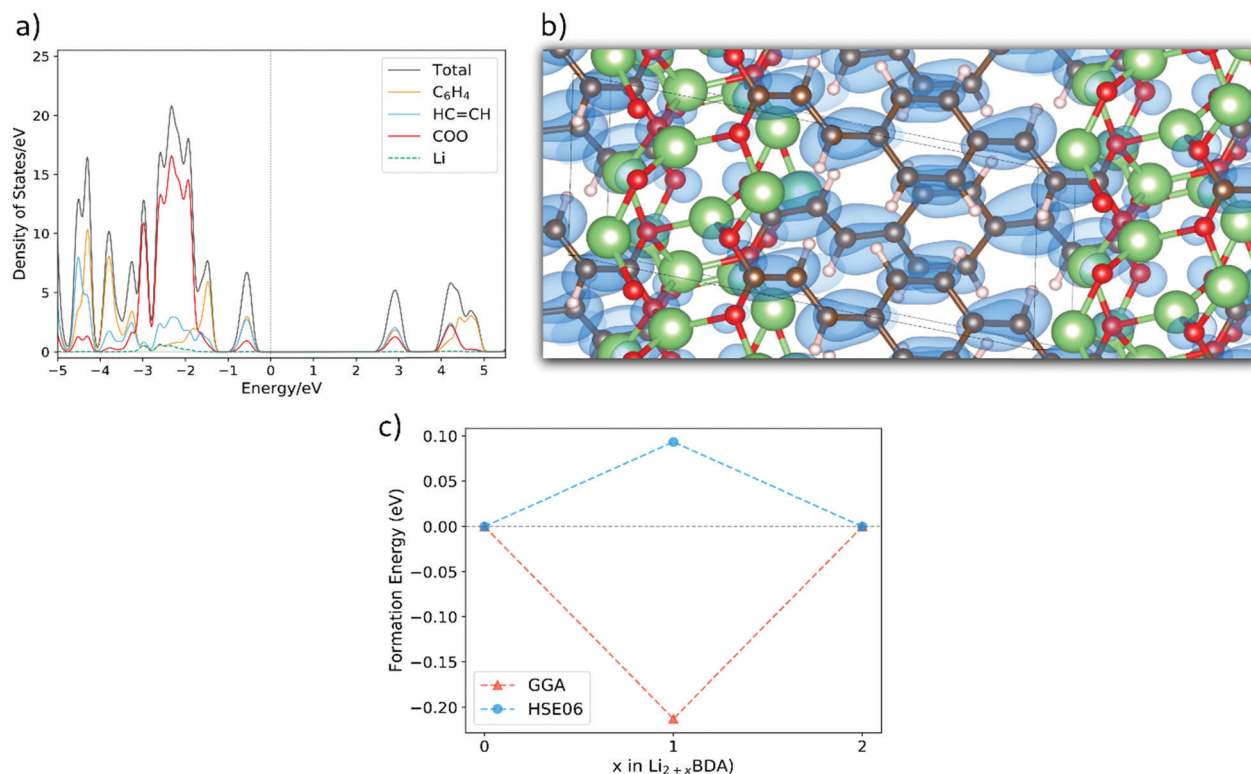 a)
25
20
15
10
5
0
Density of States/eV
Total
C₆H₄
HC=CH
COO
Li
−5 −4 −3 −2 −1 0 1 2 3 4 5
Energy/eV
b)
c)
0.10
0.05
0.00
−0.05
−0.10
−0.15
−0.20
Formation Energy (eV)
GGA
HSE06
0 1 2
x in Li₂₊ₓBDA)